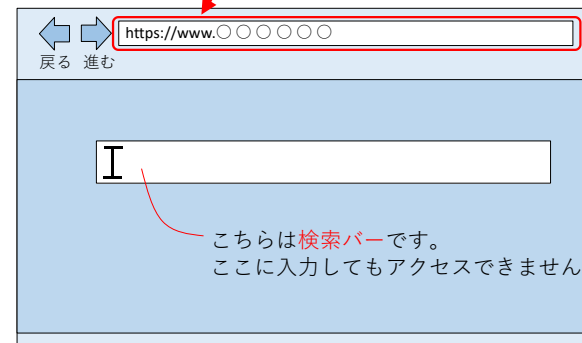 https://www.○○○○○○
戻る 進む
こちらは検索バーです。
ここに入力してもアクセスできません